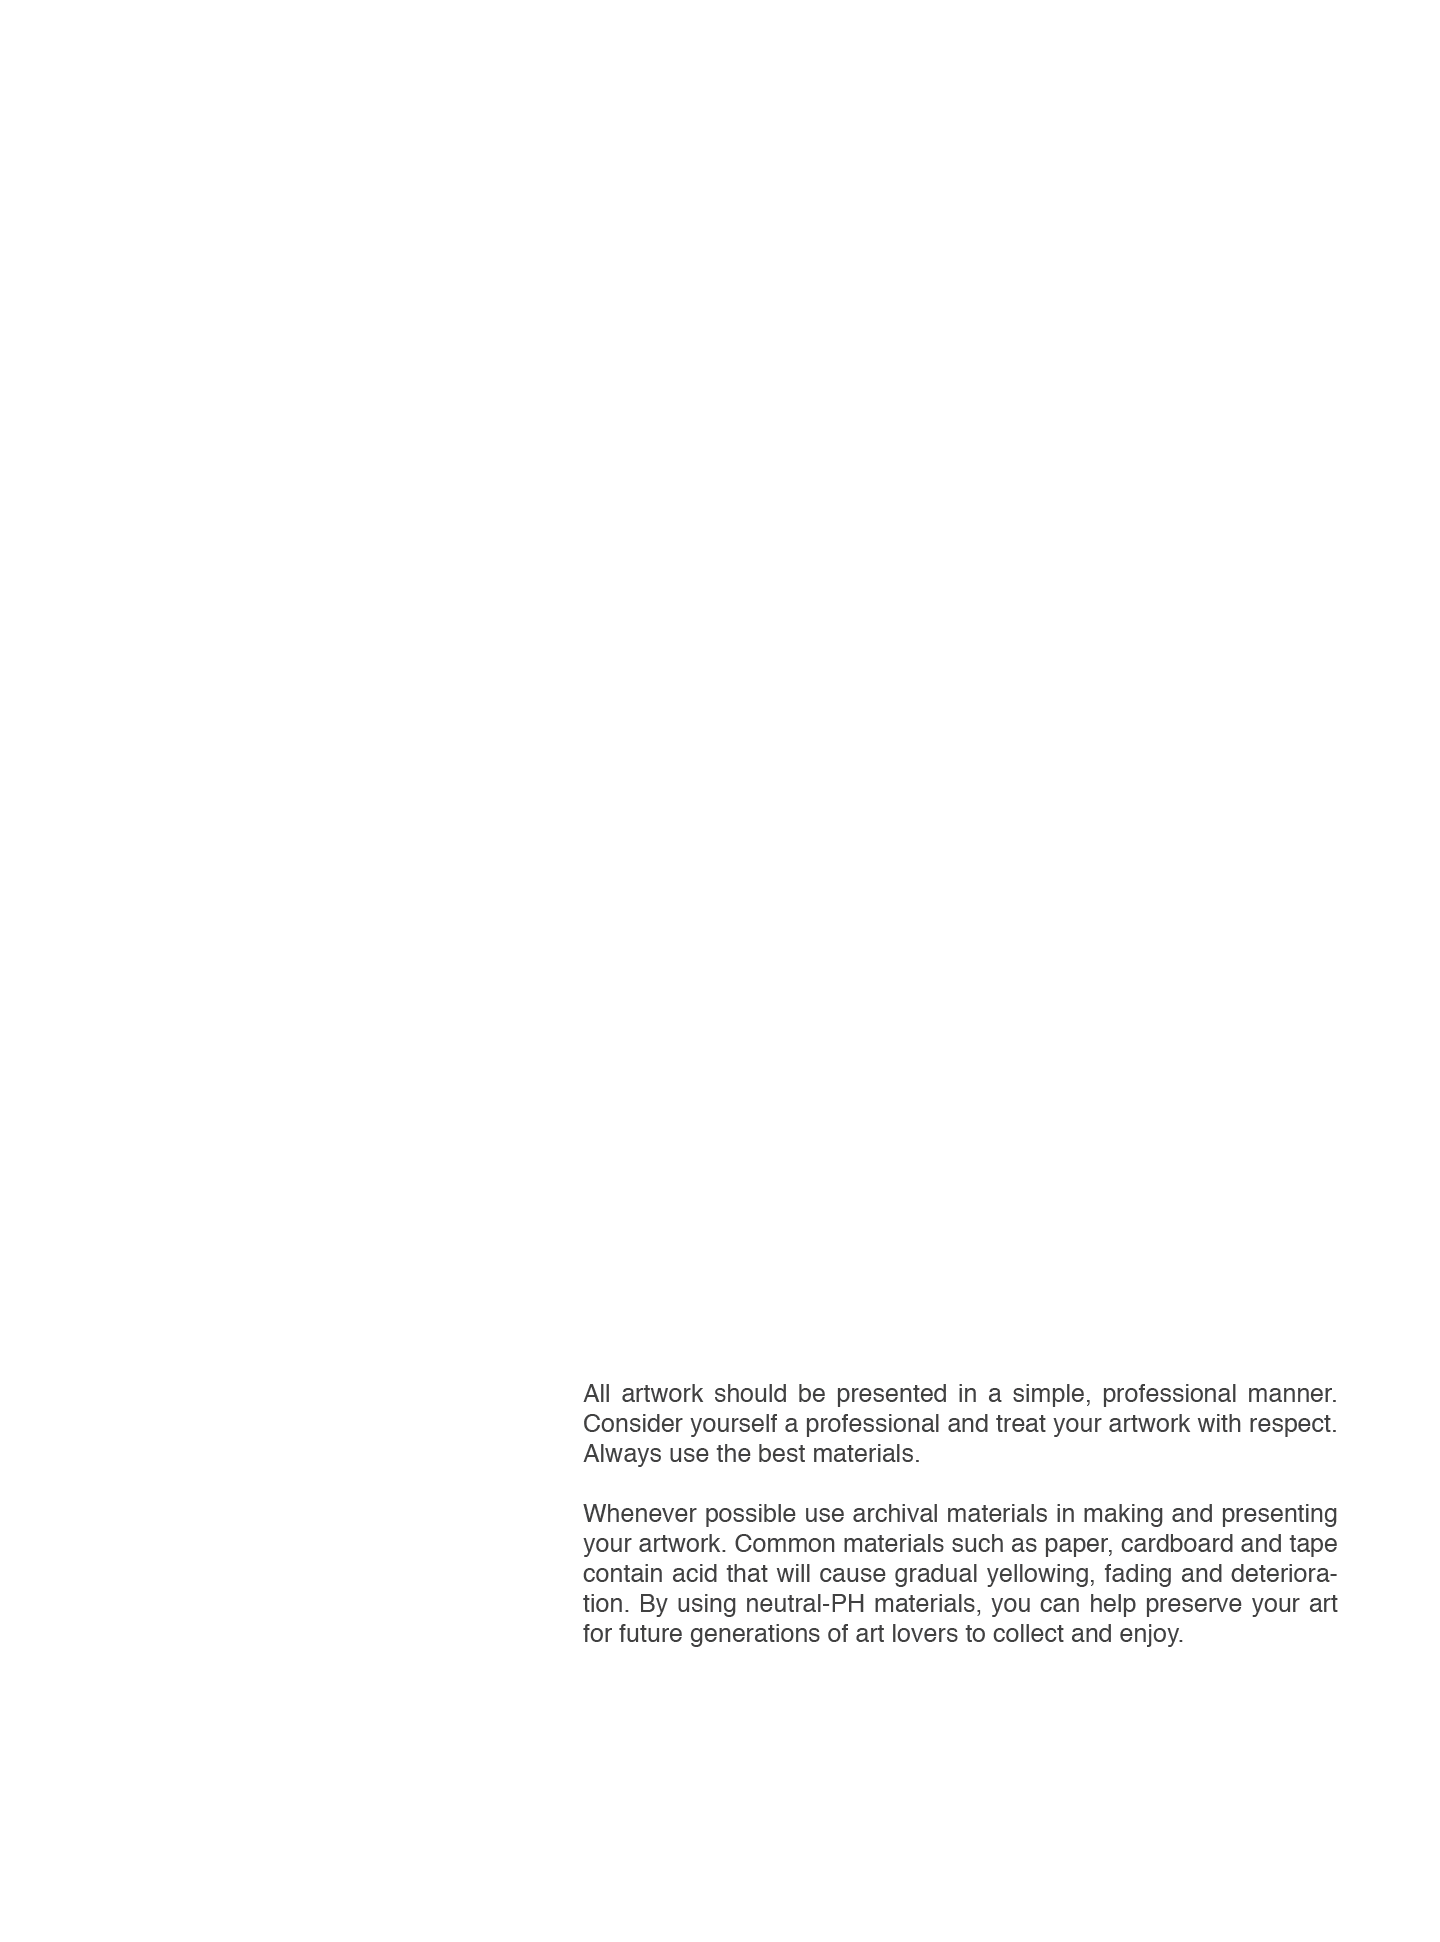 All artwork should be presented in a simple, professional manner.
Consider yourself a professional and treat your artwork with respect.
Always use the best materials.
Whenever possible use archival materials in making and presenting
your artwork. Common materials such as paper, cardboard and tape
contain acid that will cause gradual yellowing, fading and deteriora-
tion. By using neutral-PH materials, you can help preserve your art
for future generations of art lovers to collect and enjoy.